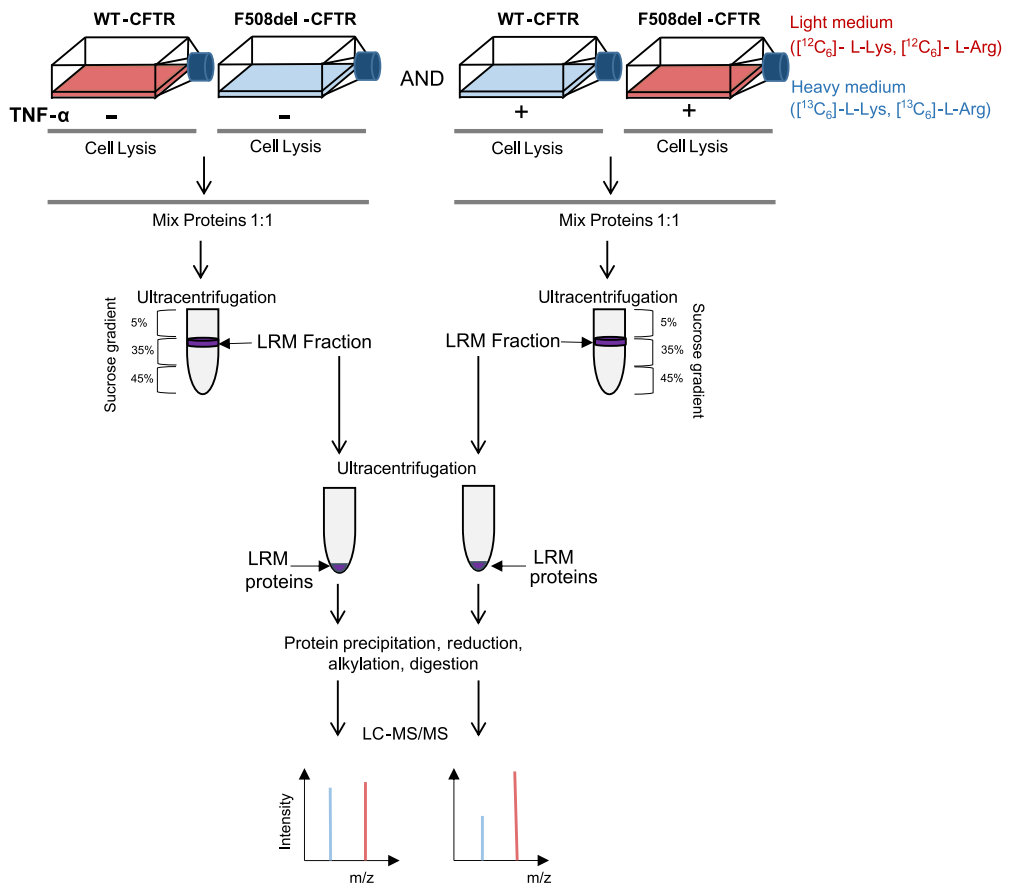 WT-CFTR
F508del-CFTR
AND
WT-CFTR
F508del-CFTR
Light medium
([¹²C₆]- L-Lys, [¹²C₆]- L-Arg)
Heavy medium
([¹³C₆]-L-Lys, [¹³C₆]-L-Arg)
TNF-α
–
–
+
+
Cell Lysis
Cell Lysis
Cell Lysis
Cell Lysis
Mix Proteins 1:1
Mix Proteins 1:1
Ultracentrifugation
Ultracentrifugation
Sucrose gradient
5%
35%
45%
LRM Fraction
LRM Fraction
5%
35%
45%
Sucrose gradient
Ultracentrifugation
LRM
proteins
LRM
proteins
Protein precipitation, reduction,
alkylation, digestion
LC-MS/MS
Intensity
m/z
m/z